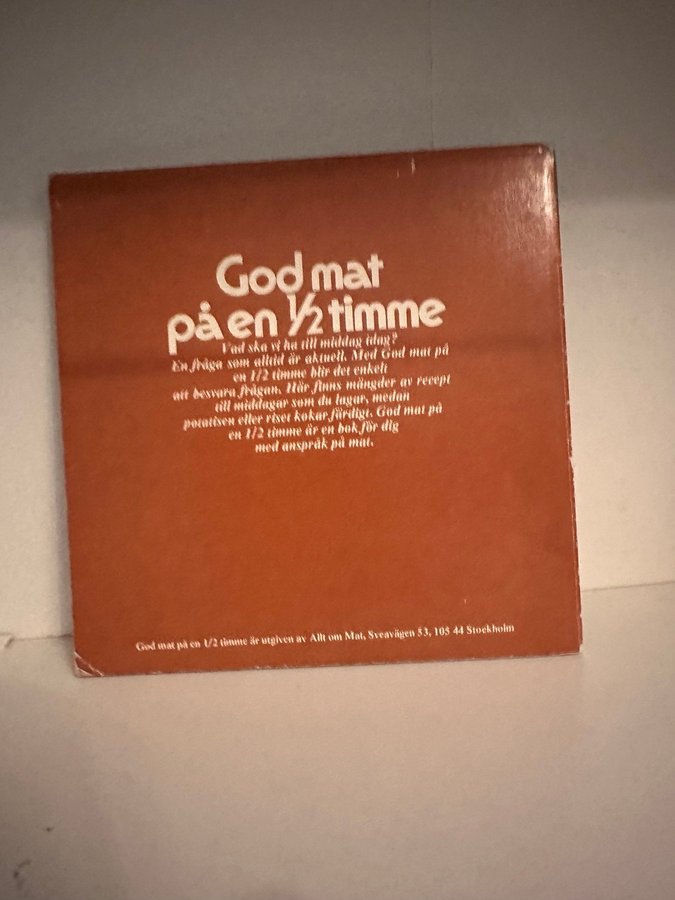 God mat
på en ½ timme
Vad ska vi ha till middag idag?
En fråga som alltid är aktuell. Med God mat på
en 1/2 timme blir det enkelt
att besvara frågan. Här finns mängder av recept
till middagar som du lagar, medan
potatisen eller riset kokar färdigt. God mat på
en 1/2 timme är en bok för dig
med anspråk på mat.
God mat på en 1/2 timme är utgiven av Allt om Mat, Sveavägen 53, 105 44 Stockholm